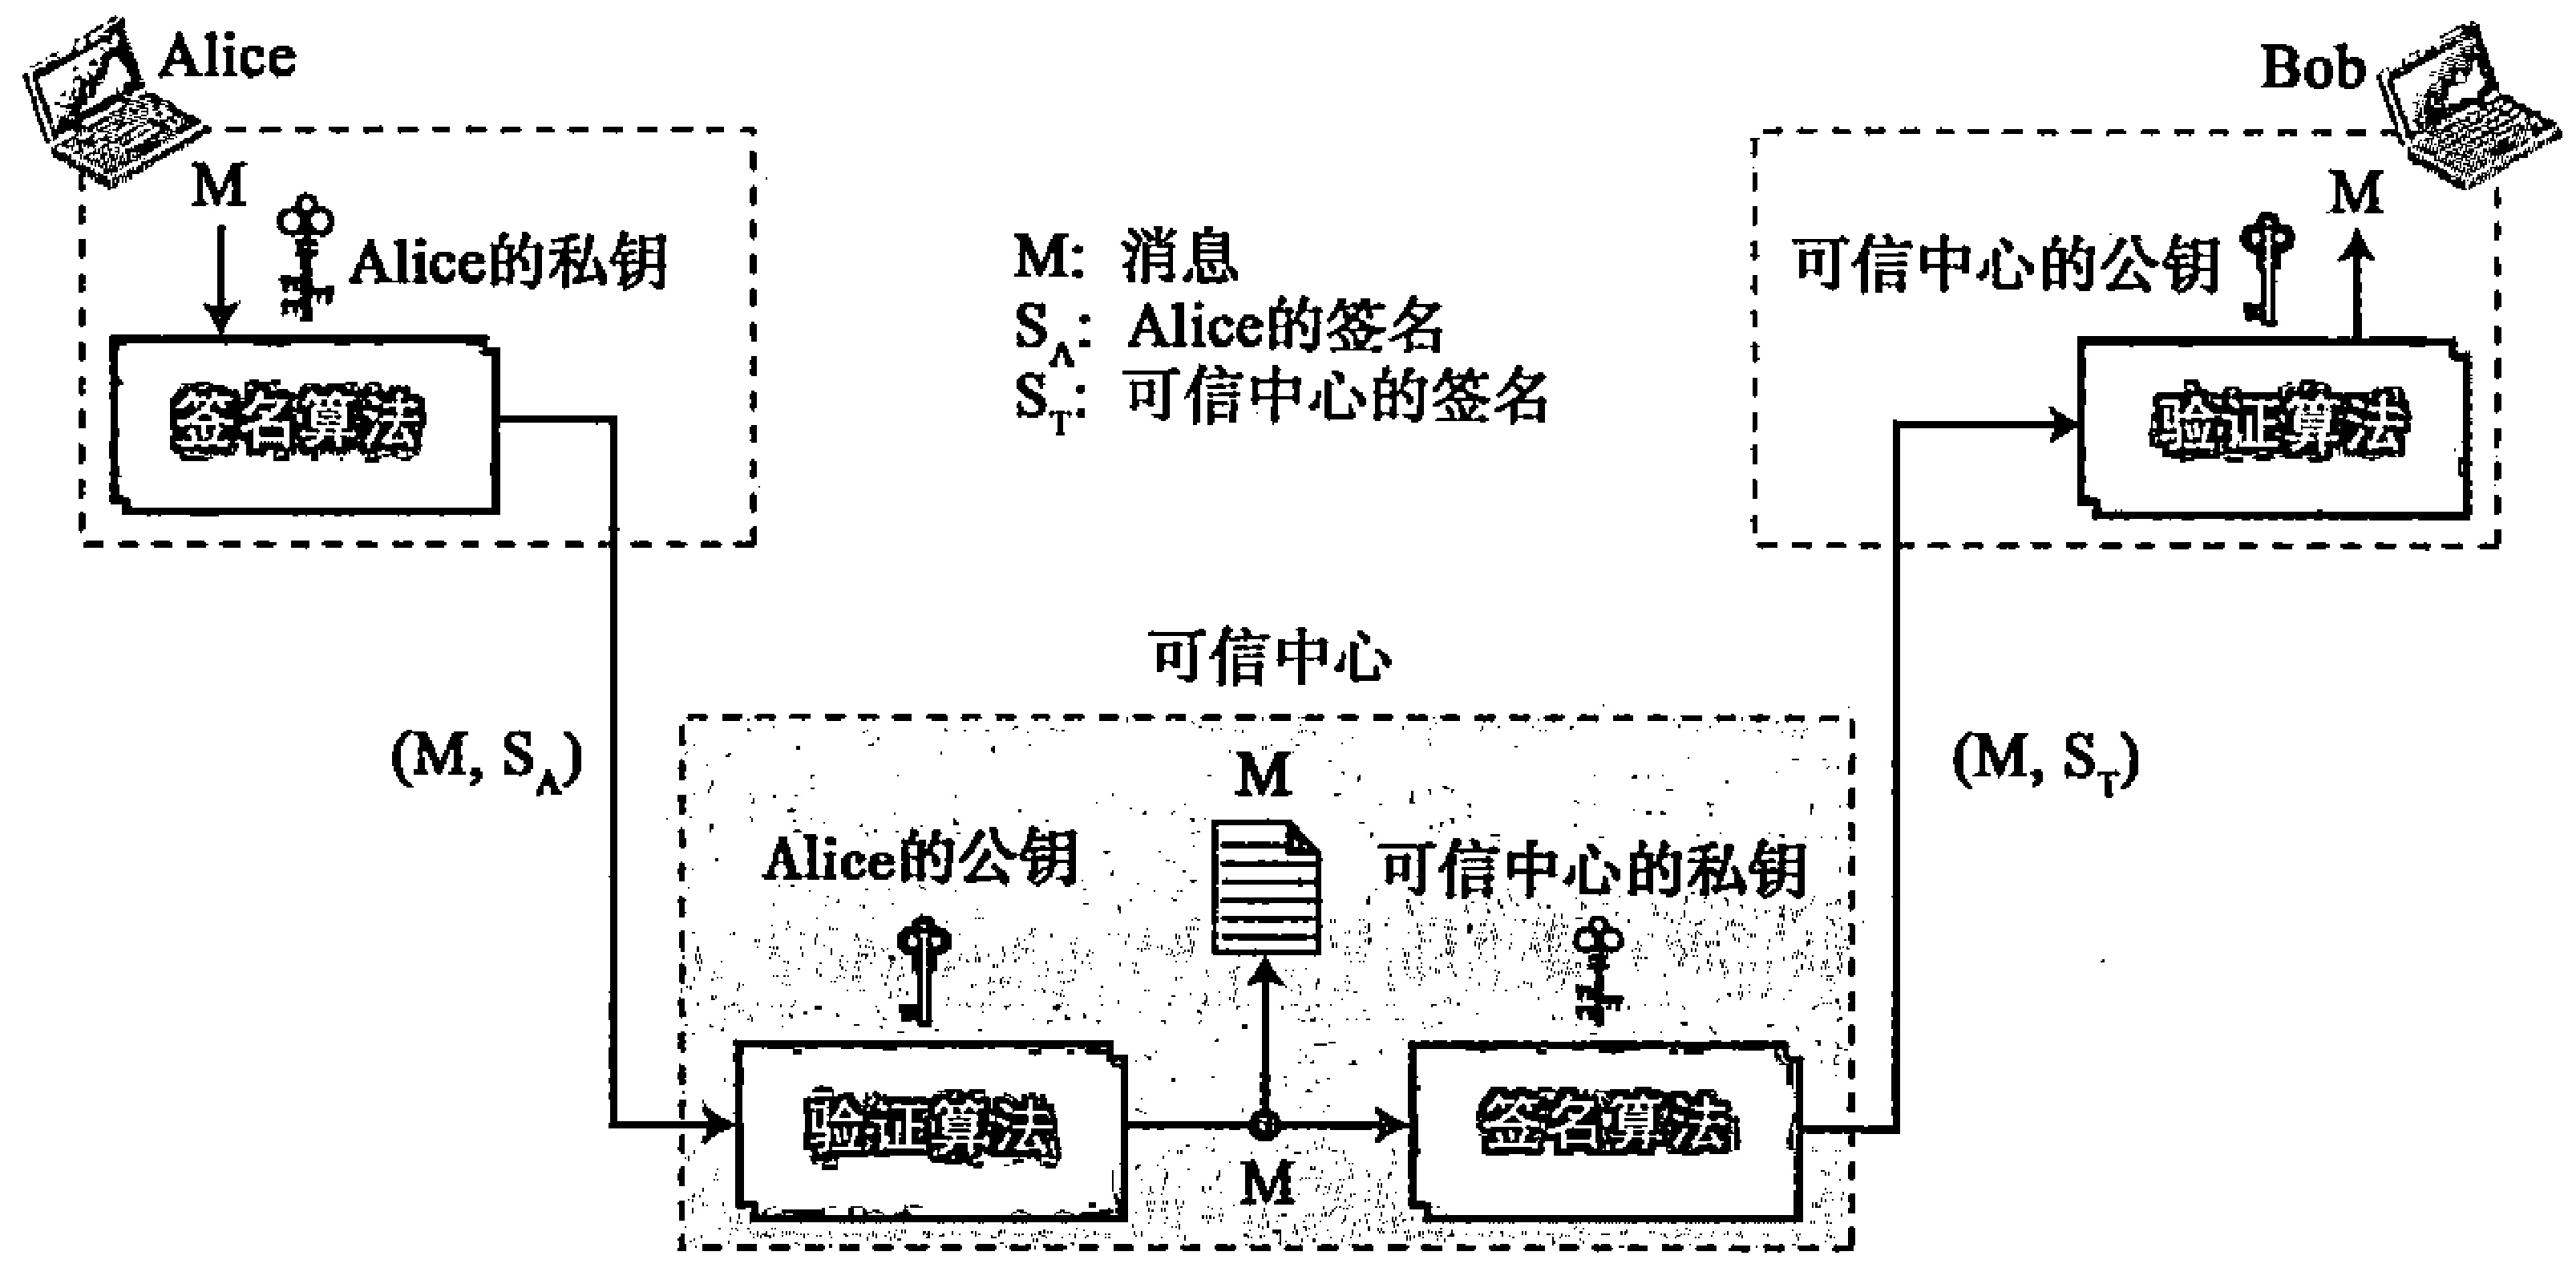 Alice
Bob
M
Alice的私钥
签名算法
M: 消息
S_A: Alice的签名
S_T: 可信中心的签名
可信中心的公钥
M
验证算法
可信中心
(M, S_A)
(M, S_T)
M
Alice的公钥
可信中心的私钥
验证算法
签名算法
M